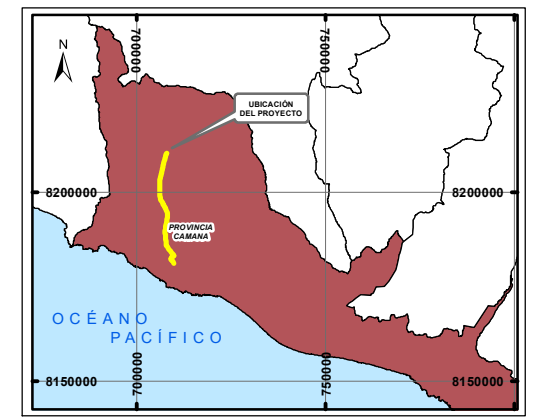 700000
750000
N
UBICACIÓN
DEL PROYECTO
8200000
8200000
PROVINCIA
CAMANA
OCÉANO
PACÍFICO
8150000
8150000
700000
750000